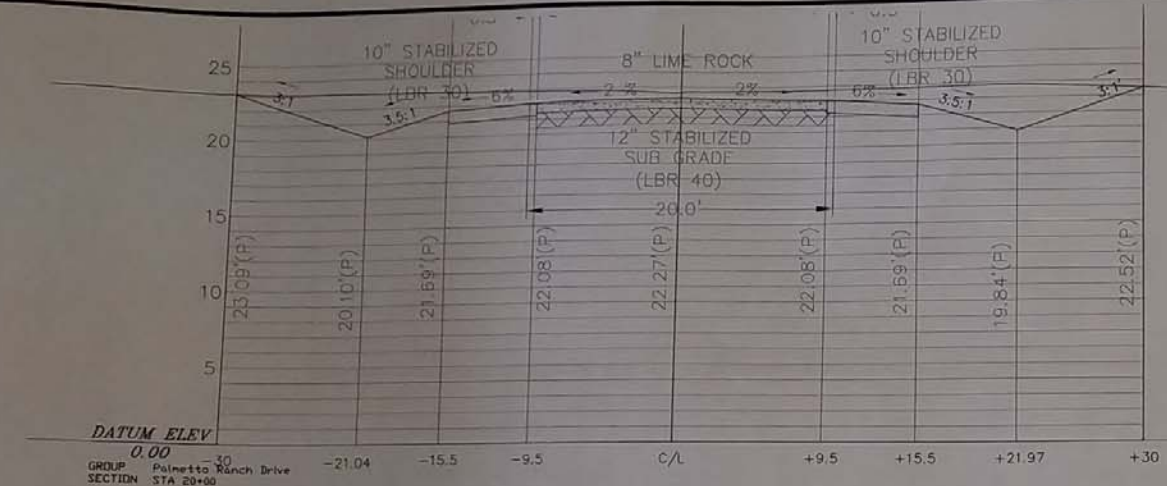 10" STABILIZED
SHOULDER
(LBR 30)
8" LIME ROCK
10" STABILIZED
SHOULDER
(LBR 30)
25
3:1
3.5:1
6%
2 %
2%
6%
3.5:1
3:1
20
12" STABILIZED
SUB GRADE
(LBR 40)
20.0'
15
23.09'(P)
20.10'(P)
21.69'(P)
22.08'(P)
22.27'(P)
22.08'(P)
21.69'(P)
19.84'(P)
22.52'(P)
10
5
DATUM ELEV
0.00
-30
-21.04
-15.5
-9.5
C/L
+9.5
+15.5
+21.97
+30
GROUP Palmetto Ranch Drive
SECTION STA 20+00